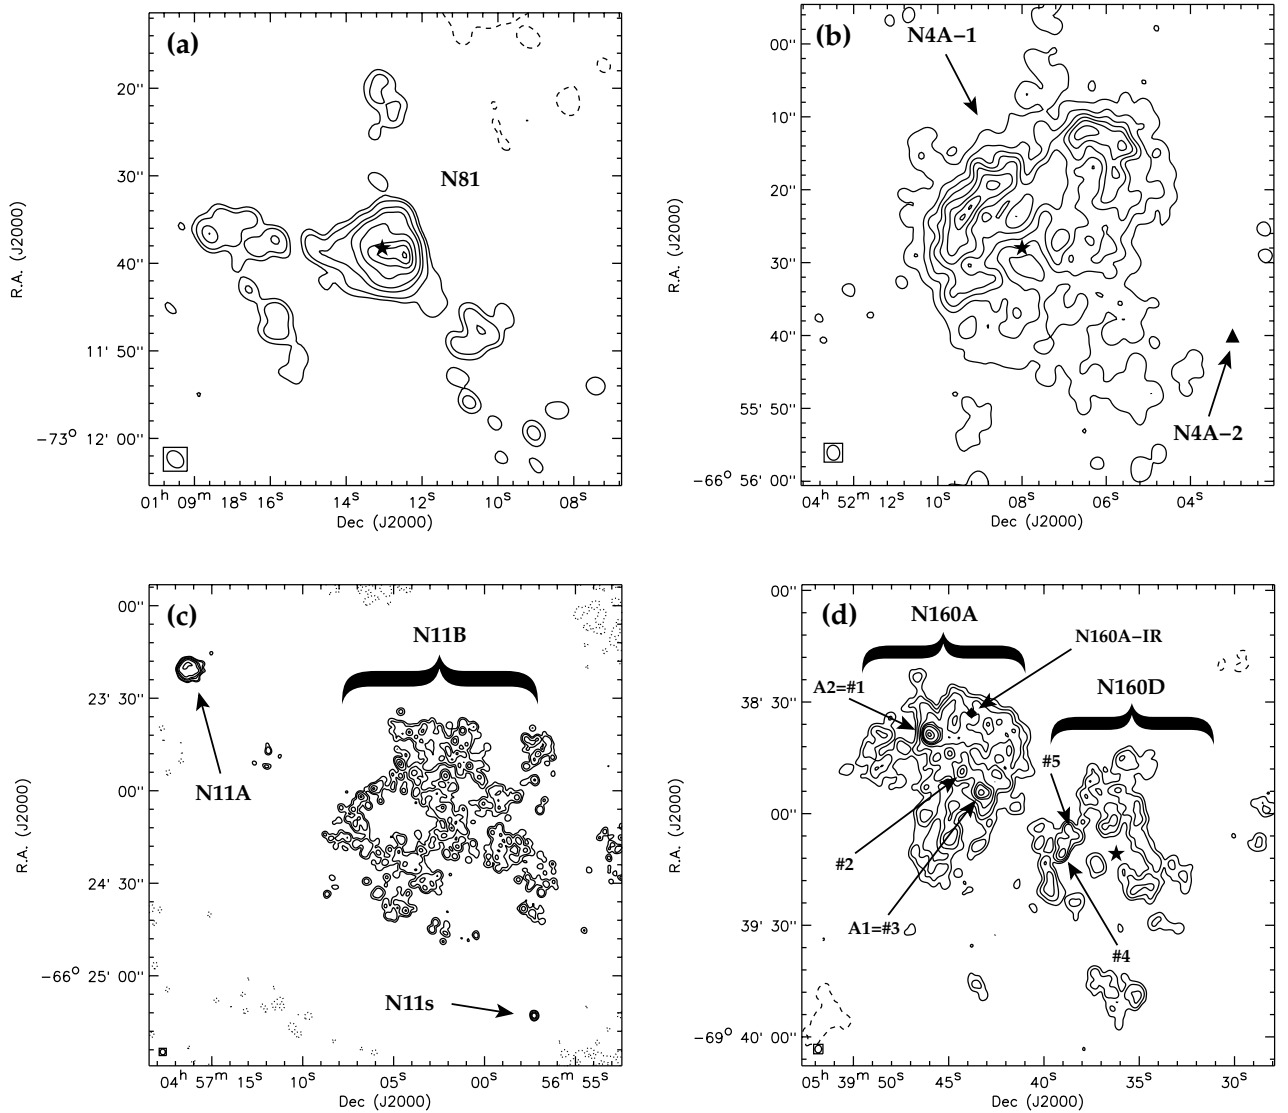 (a)
N81
20''
30''
40''
11' 50''
−73° 12' 00''
R.A. (J2000)
01ʰ 09ᵐ 18ˢ 16ˢ 14ˢ 12ˢ 10ˢ 08ˢ
Dec (J2000)
(b)
N4A−1
N4A−2
00''
10''
20''
30''
40''
55' 50''
−66° 56' 00''
R.A. (J2000)
04ʰ 52ᵐ 12ˢ 10ˢ 08ˢ 06ˢ 04ˢ
Dec (J2000)
(c)
N11B
N11A
N11s
00''
23' 30''
00''
24' 30''
−66° 25' 00''
R.A. (J2000)
04ʰ 57ᵐ 15ˢ 10ˢ 05ˢ 00ˢ 56ᵐ 55ˢ
Dec (J2000)
(d)
N160A
N160A−IR
A2=#1
N160D
#5
#2
A1=#3
#4
00''
38' 30''
00''
39' 30''
−69° 40' 00''
R.A. (J2000)
05ʰ 39ᵐ 50ˢ 45ˢ 40ˢ 35ˢ 30ˢ
Dec (J2000)